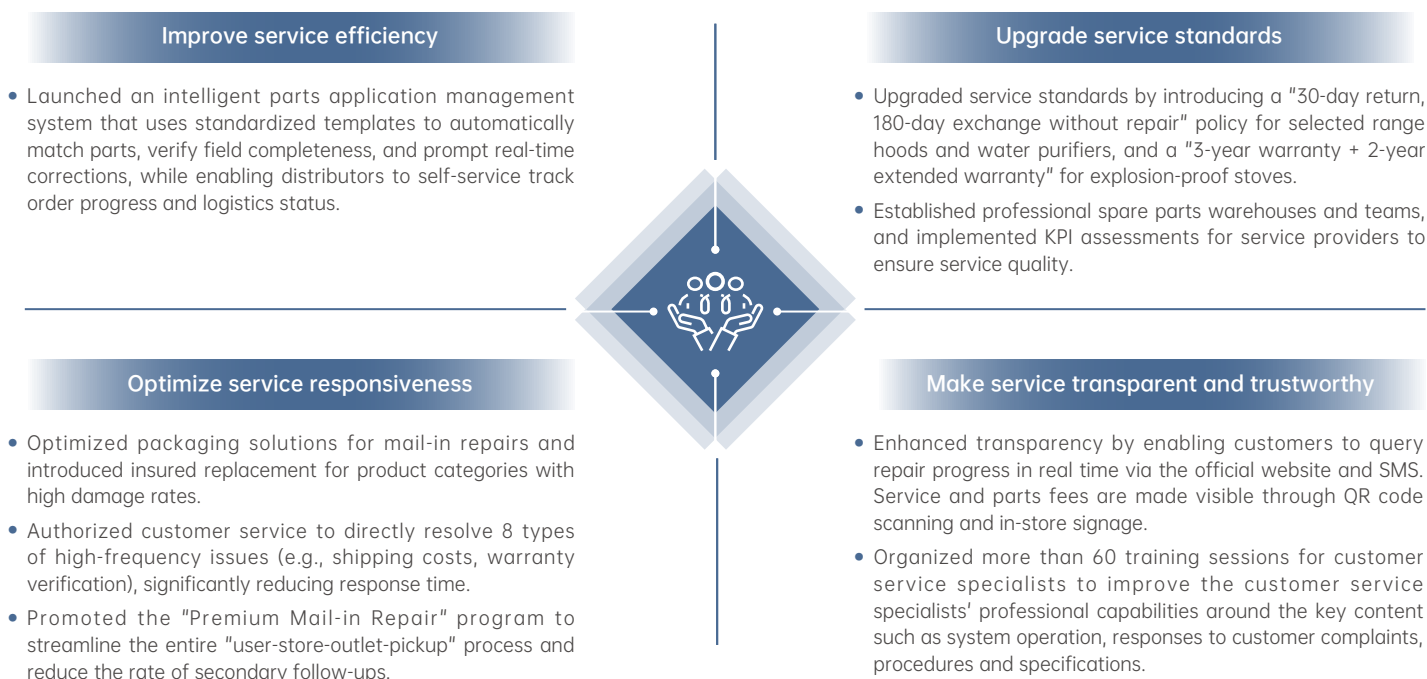 Improve service efficiency
• Launched an intelligent parts application management
system that uses standardized templates to automatically
match parts, verify field completeness, and prompt real-time
corrections, while enabling distributors to self-service track
order progress and logistics status.
Upgrade service standards
• Upgraded service standards by introducing a "30-day return,
180-day exchange without repair" policy for selected range
hoods and water purifiers, and a "3-year warranty + 2-year
extended warranty" for explosion-proof stoves.
• Established professional spare parts warehouses and teams,
and implemented KPI assessments for service providers to
ensure service quality.
Optimize service responsiveness
• Optimized packaging solutions for mail-in repairs and
introduced insured replacement for product categories with
high damage rates.
• Authorized customer service to directly resolve 8 types
of high-frequency issues (e.g., shipping costs, warranty
verification), significantly reducing response time.
• Promoted the "Premium Mail-in Repair" program to
streamline the entire "user-store-outlet-pickup" process and
reduce the rate of secondary follow-ups.
Make service transparent and trustworthy
• Enhanced transparency by enabling customers to query
repair progress in real time via the official website and SMS.
Service and parts fees are made visible through QR code
scanning and in-store signage.
• Organized more than 60 training sessions for customer
service specialists to improve the customer service
specialists' professional capabilities around the key content
such as system operation, responses to customer complaints,
procedures and specifications.